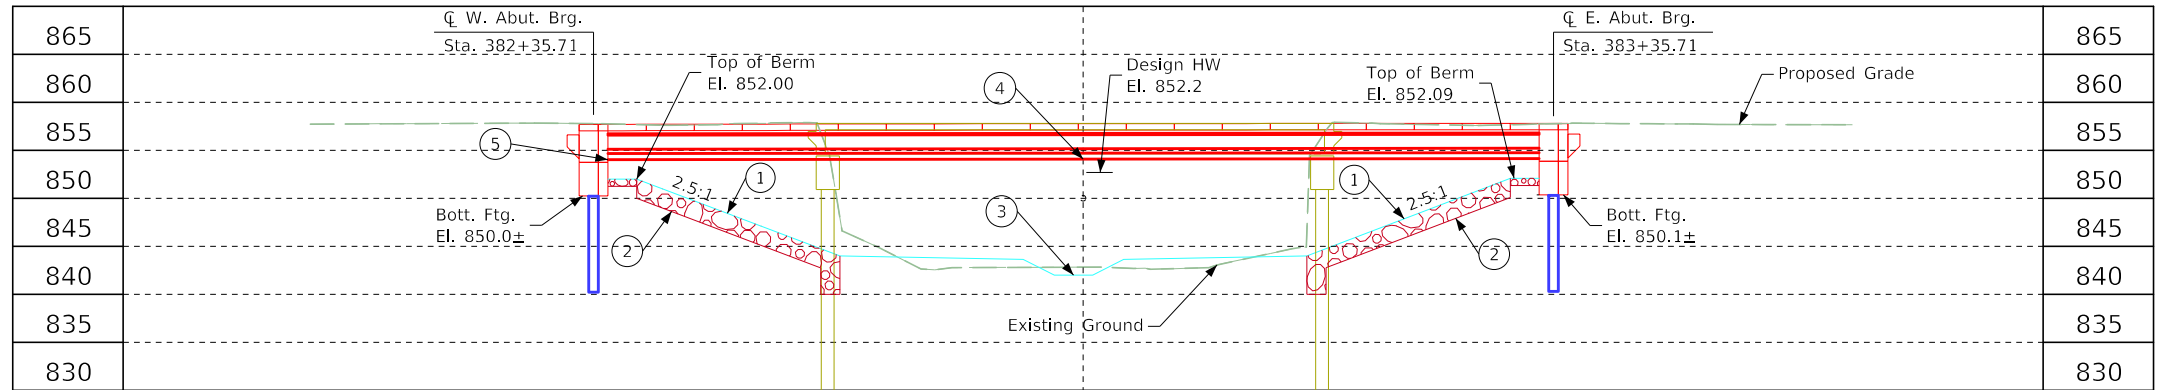 ℄ W. Abut. Brg.
Sta. 382+35.71
℄ E. Abut. Brg.
Sta. 383+35.71
865
865
Top of Berm
El. 852.00
Design HW
El. 852.2
Top of Berm
El. 852.09
Proposed Grade
860
860
4
855
855
5
1
2.5:1
1
2.5:1
850
850
3
Bott. Ftg.
El. 850.0±
Bott. Ftg.
El. 850.1±
845
845
2
2
840
840
Existing Ground
835
835
830
830